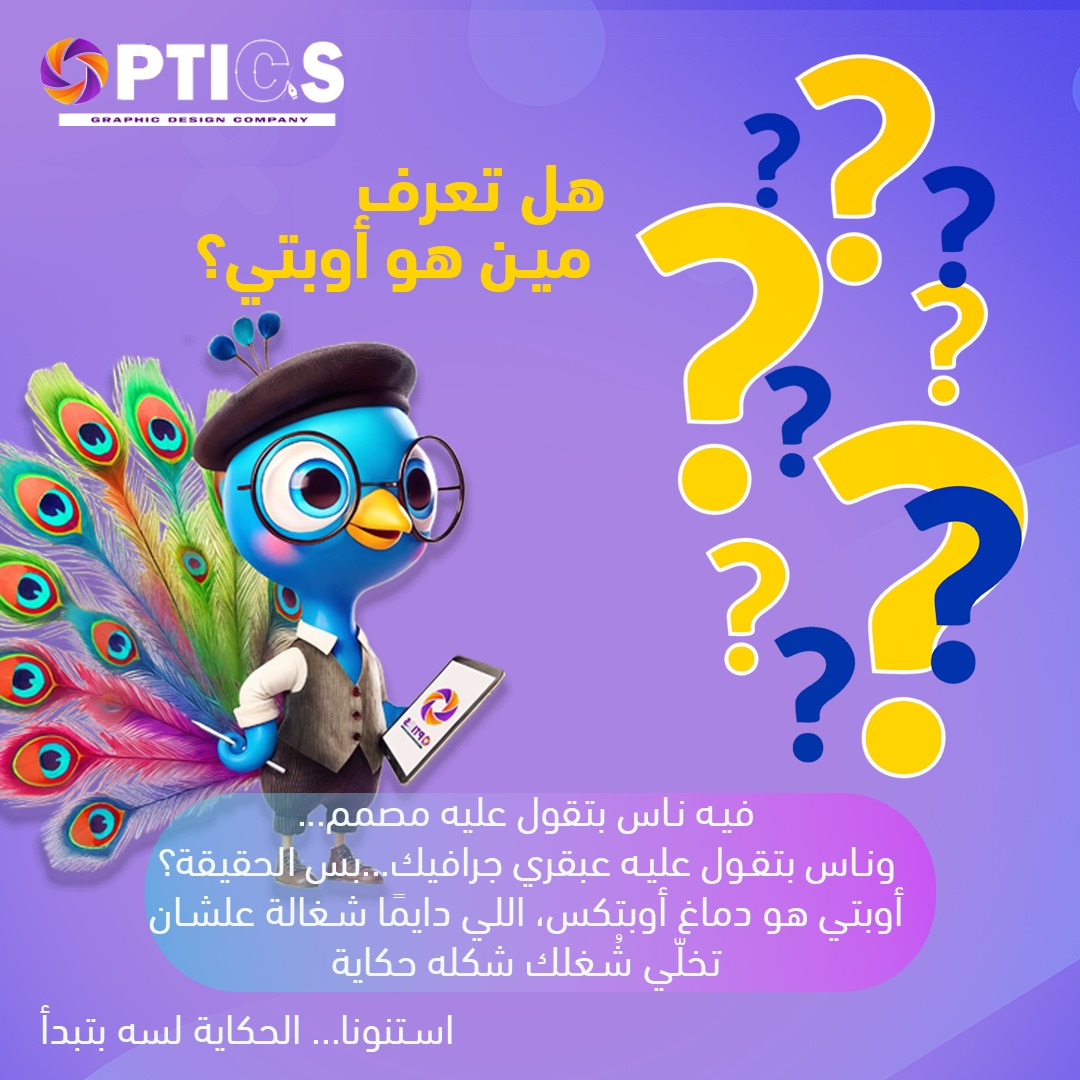 OPTICS
GRAPHIC DESIGN COMPANY
هل تعرف
مين هو أوبتي؟
فيه ناس بتقول عليه مصمم...
وناس بتقول عليه عبقري جرافيك...بس الحقيقة؟
أوبتي هو دماغ أوبتكس، اللي دايمًا شغالة علشان
تخلّي شُغلك شكله حكاية
استنونا... الحكاية لسه بتبدأ